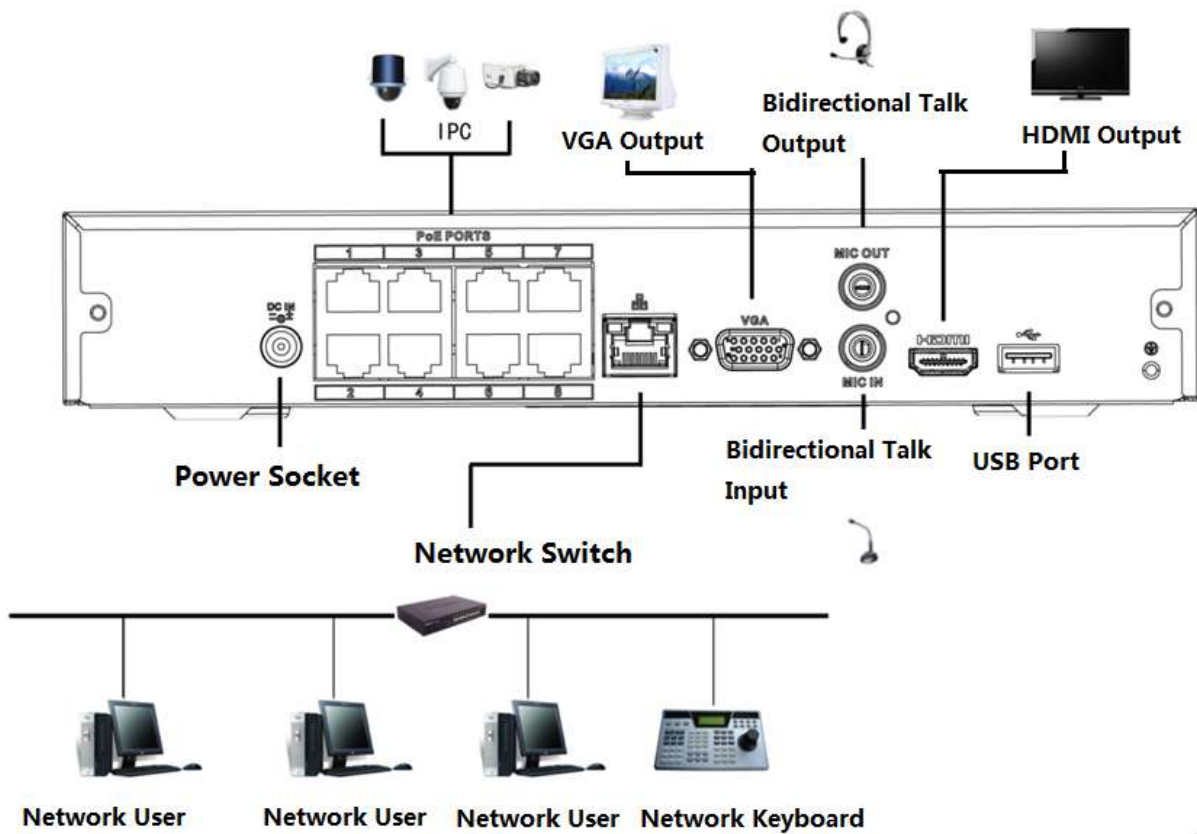 IPC
VGA Output
Bidirectional Talk
Output
HDMI Output
PoE PORTS
1 3 5 7
DC IN
VGA
MIC OUT
MIC IN
HDMI
2 4 6 8
Power Socket
Bidirectional Talk
Input
USB Port
Network Switch
Network User
Network User
Network User
Network Keyboard